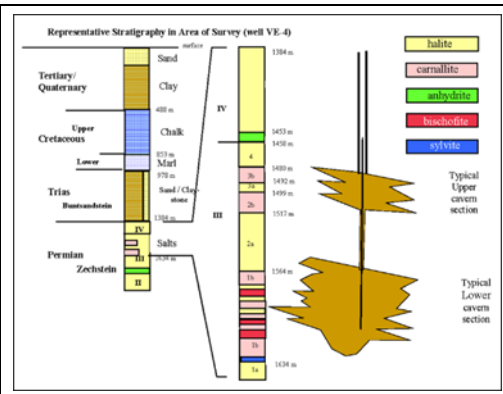 Representative Stratigraphy in Area of Survey (well VE-4)
surface
Sand
Tertiary/
Quaternary
Clay
488 m
Upper
Cretaceous
Chalk
853 m
Lower
Marl
978 m
Trias
Buntsandstein
Sand / Clay-
stone
1384 m
IV
Salts
Permian
III
1634 m
Zechstein
II
1384 m
IV
1453 m
1458 m
4
1480 m
3b
1492 m
3a
1499 m
2b
1517 m
III
2a
1564 m
1b
1b
1634 m
1a
halite
carnallite
anhydrite
bischofite
sylvite
Typical
Upper
cavern
section
Typical
Lower
cavern
section